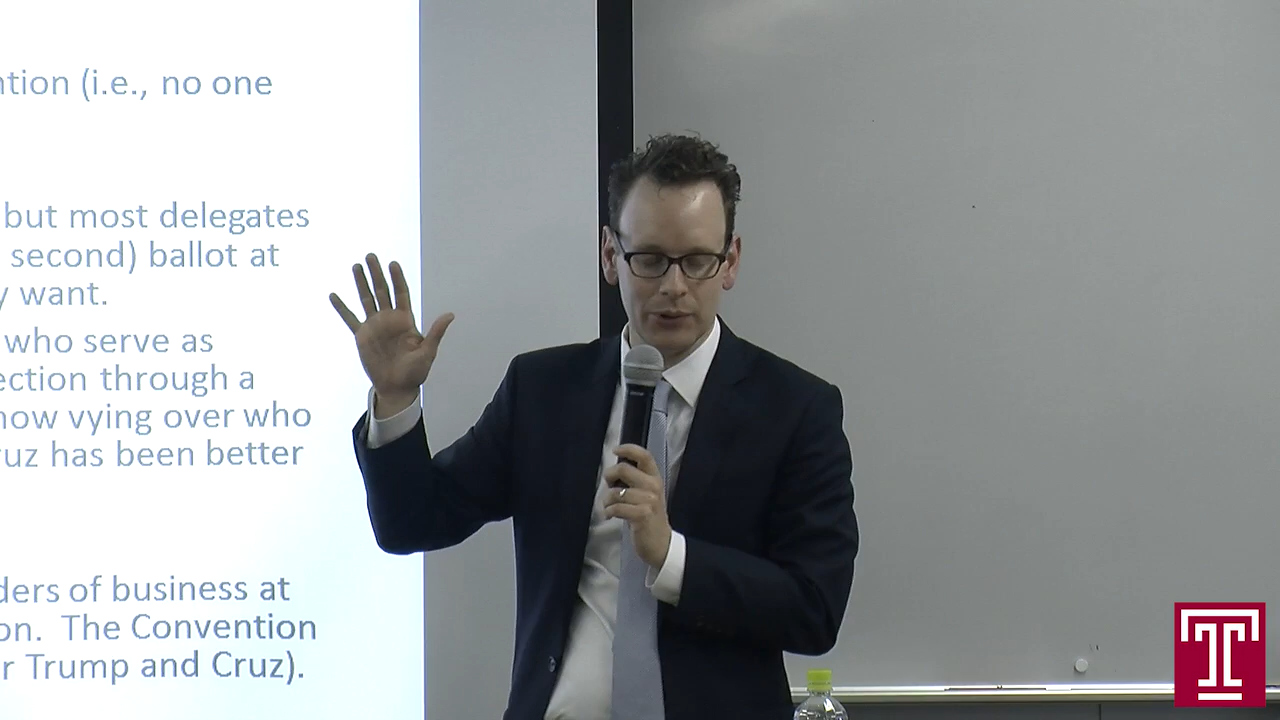 ntion (i.e., no one
but most delegates
second) ballot at
y want.
who serve as
ection through a
now vying over who
ruz has been better
ders of business at
on. The Convention
r Trump and Cruz).
T